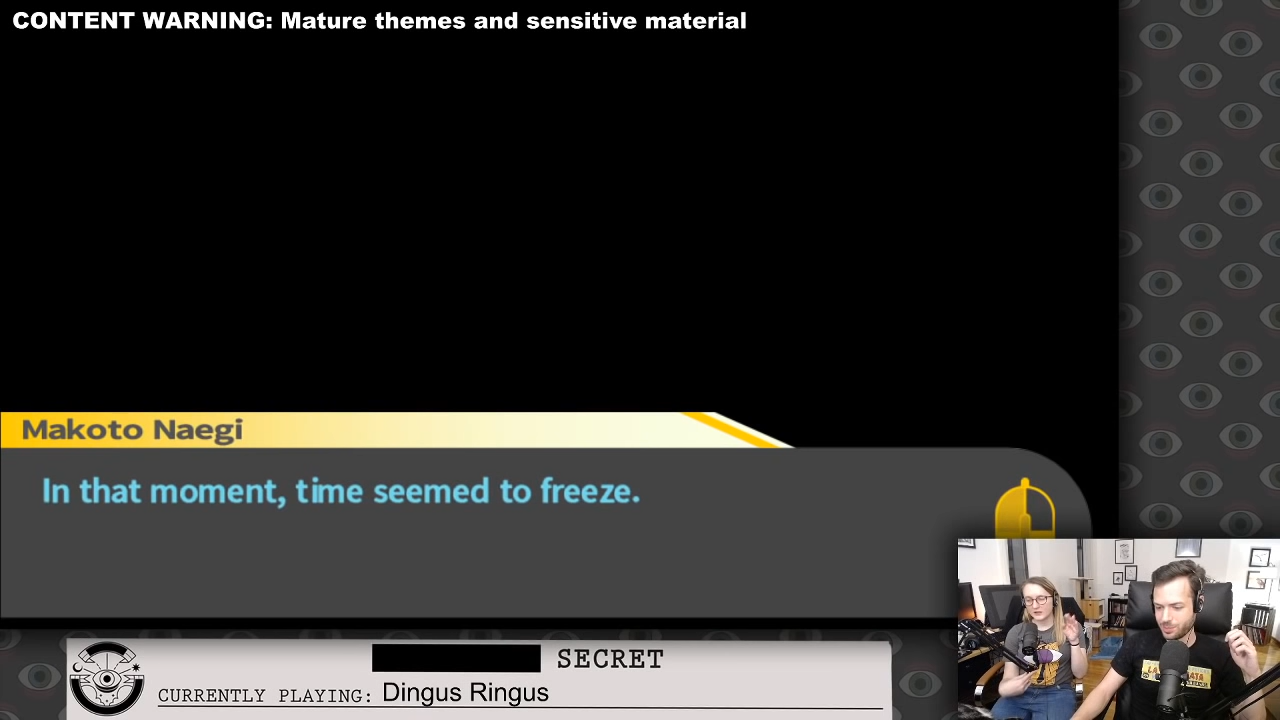 CONTENT WARNING: Mature themes and sensitive material
Makoto Naegi
In that moment, time seemed to freeze.
SECRET
CURRENTLY PLAYING: Dingus Ringus